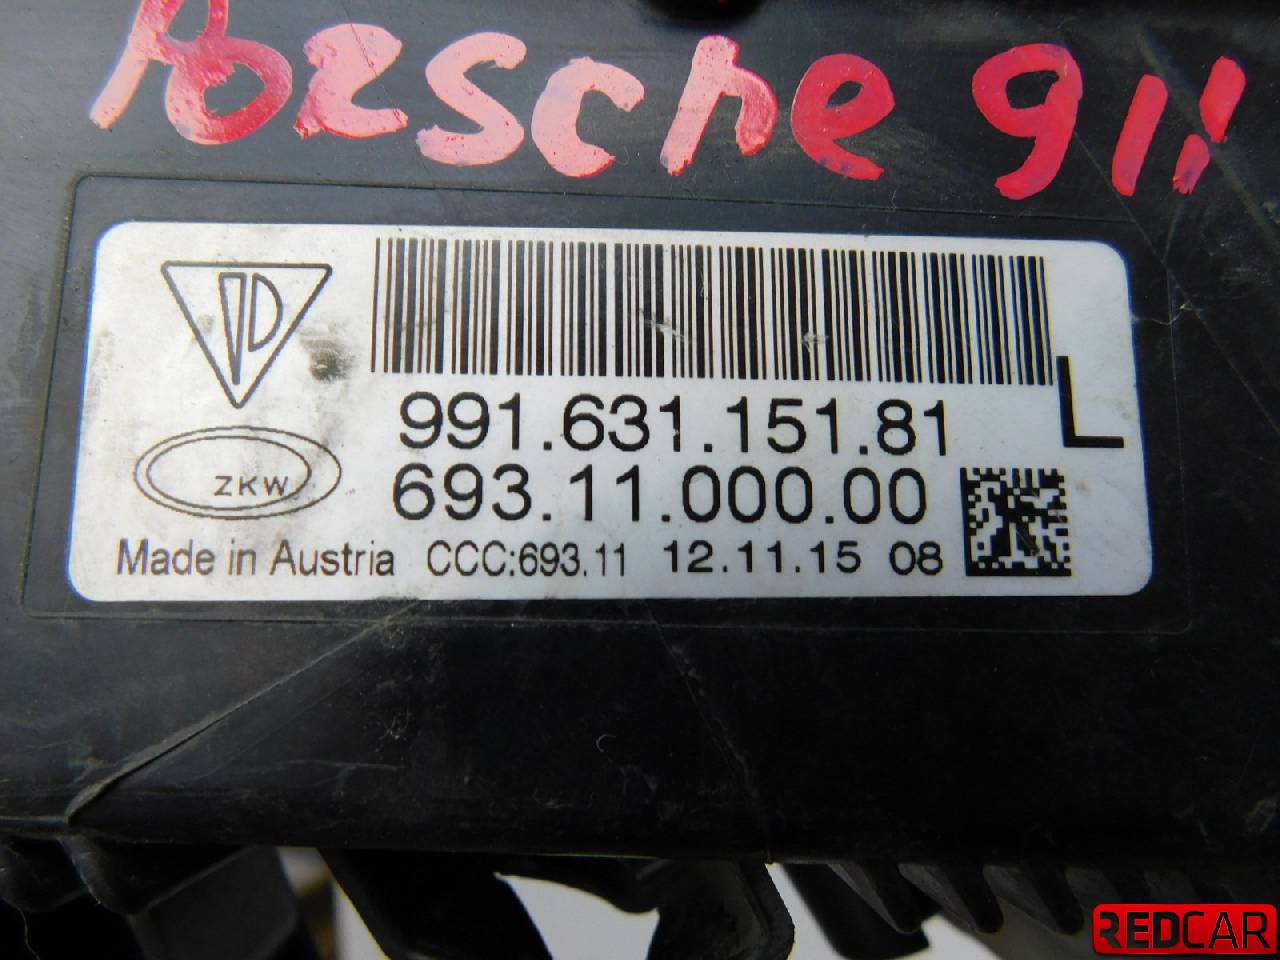 Porsche 911
991.631.151.81
L
693.11.000.00
ZKW
Made in Austria CCC:693.11 12.11.15 08
REDCAR